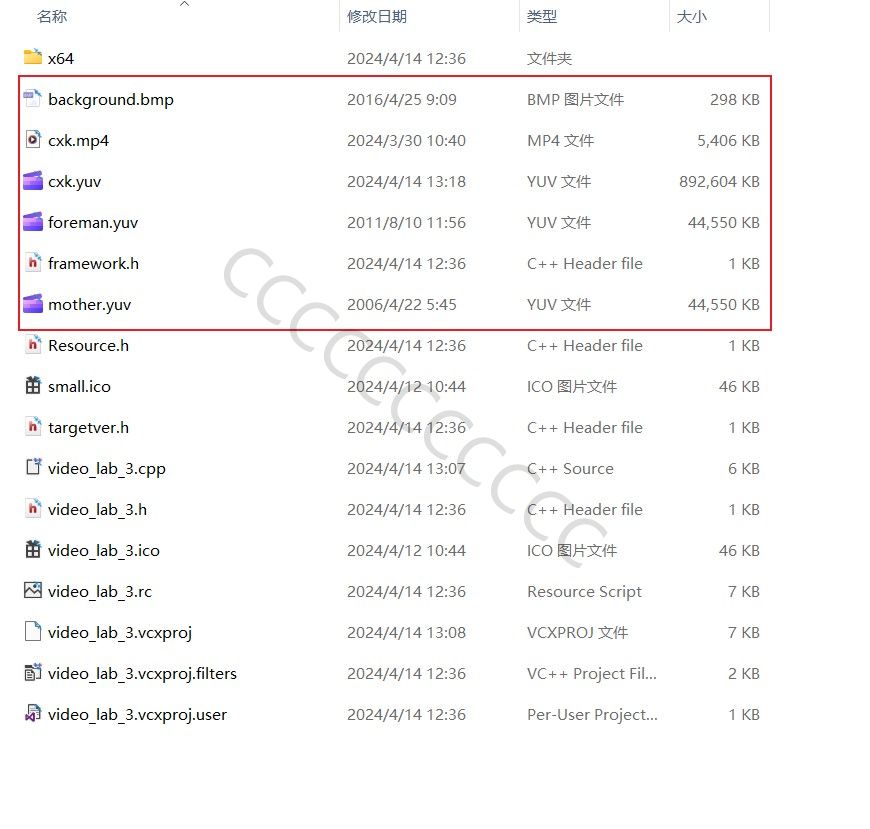 名称 修改日期 类型 大小
x64 2024/4/14 12:36 文件夹
background.bmp 2016/4/25 9:09 BMP 图片文件 298 KB
cxk.mp4 2024/3/30 10:40 MP4 文件 5,406 KB
cxk.yuv 2024/4/14 13:18 YUV 文件 892,604 KB
foreman.yuv 2011/8/10 11:56 YUV 文件 44,550 KB
framework.h 2024/4/14 12:36 C++ Header file 1 KB
mother.yuv 2006/4/22 5:45 YUV 文件 44,550 KB
Resource.h 2024/4/14 12:36 C++ Header file 1 KB
small.ico 2024/4/12 10:44 ICO 图片文件 46 KB
targetver.h 2024/4/14 12:36 C++ Header file 1 KB
video_lab_3.cpp 2024/4/14 13:07 C++ Source 6 KB
video_lab_3.h 2024/4/14 12:36 C++ Header file 1 KB
video_lab_3.ico 2024/4/12 10:44 ICO 图片文件 46 KB
video_lab_3.rc 2024/4/14 12:36 Resource Script 7 KB
video_lab_3.vcxproj 2024/4/14 13:08 VCXPROJ 文件 7 KB
video_lab_3.vcxproj.filters 2024/4/14 12:36 VC++ Project Fil... 2 KB
video_lab_3.vcxproj.user 2024/4/14 12:36 Per-User Project... 1 KB
CCCCCCCCCCC